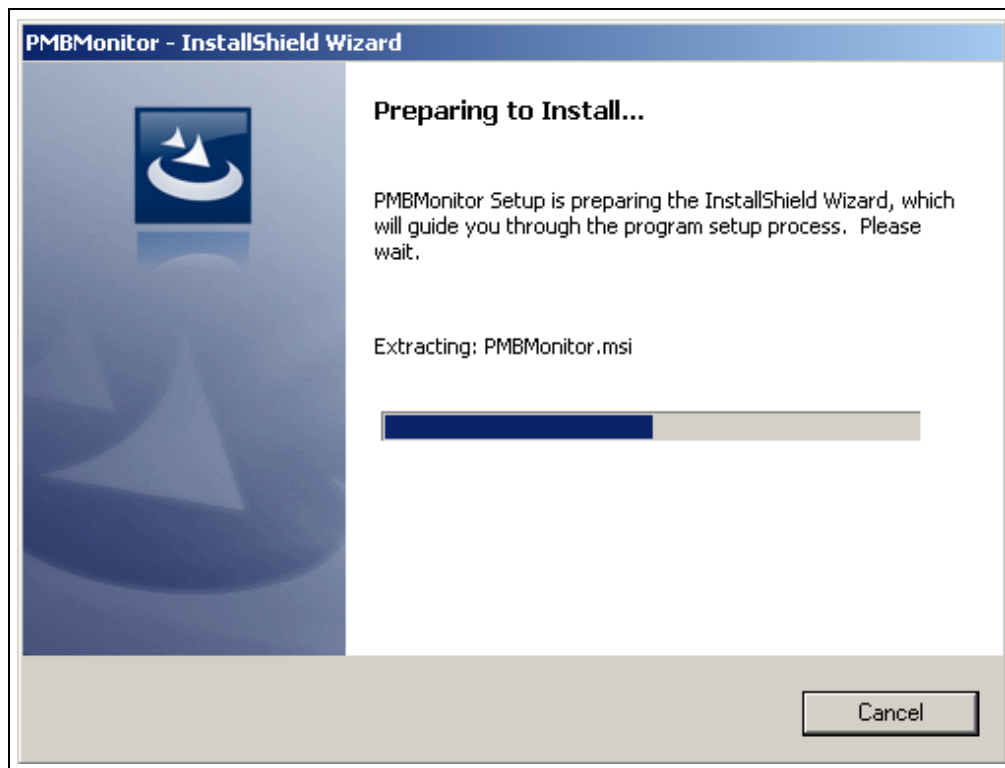 PMBMonitor - InstallShield Wizard
Preparing to Install...
PMBMonitor Setup is preparing the InstallShield Wizard, which
will guide you through the program setup process.  Please
wait.
Extracting: PMBMonitor.msi
Cancel